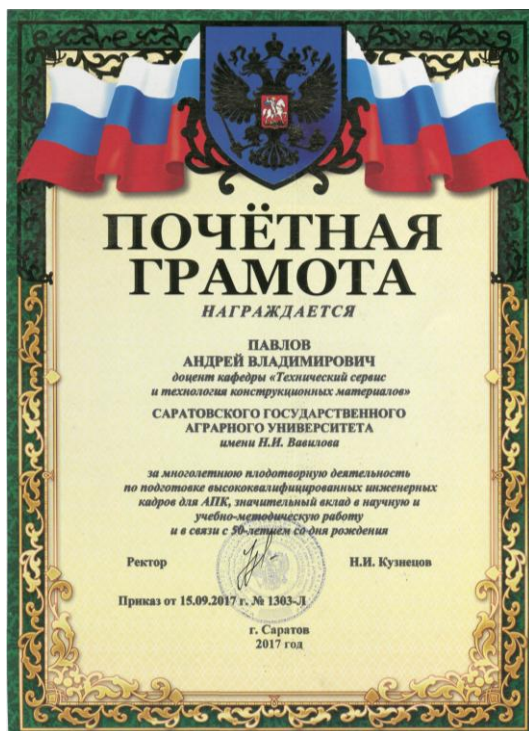 ПОЧЁТНАЯ
ГРАМОТА
НАГРАЖДАЕТСЯ
ПАВЛОВ
АНДРЕЙ ВЛАДИМИРОВИЧ
доцент кафедры «Технический сервис
и технология конструкционных материалов»
САРАТОВСКОГО ГОСУДАРСТВЕННОГО
АГРАРНОГО УНИВЕРСИТЕТА
имени Н.И. Вавилова
за многолетнюю плодотворную деятельность
по подготовке высококвалифицированных инженерных
кадров для АПК, значительный вклад в научную и
учебно-методическую работу
и в связи с 50-летием со дня рождения
Ректор Н.И. Кузнецов
Приказ от 15.09.2017 г. № 1303-Л
г. Саратов
2017 год